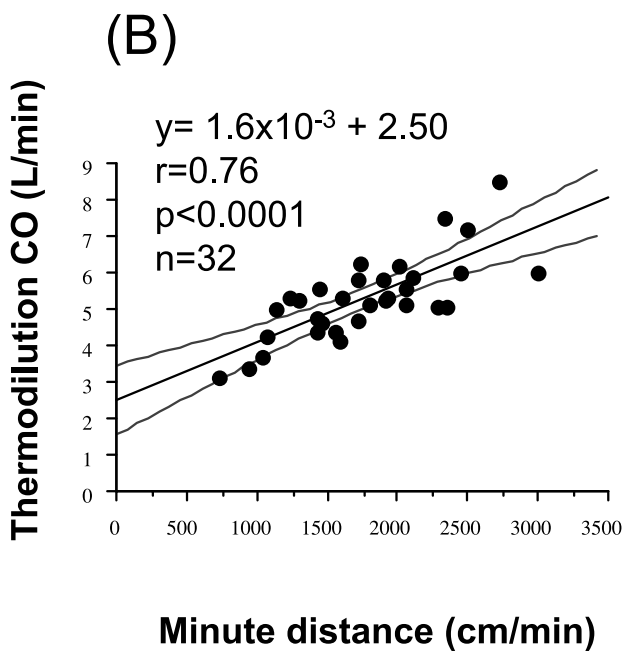 (B)
y= 1.6x10⁻³ + 2.50
r=0.76
p<0.0001
n=32
Thermodilution CO (L/min)
9
8
7
6
5
4
3
2
1
0
0 500 1000 1500 2000 2500 3000 3500
Minute distance (cm/min)